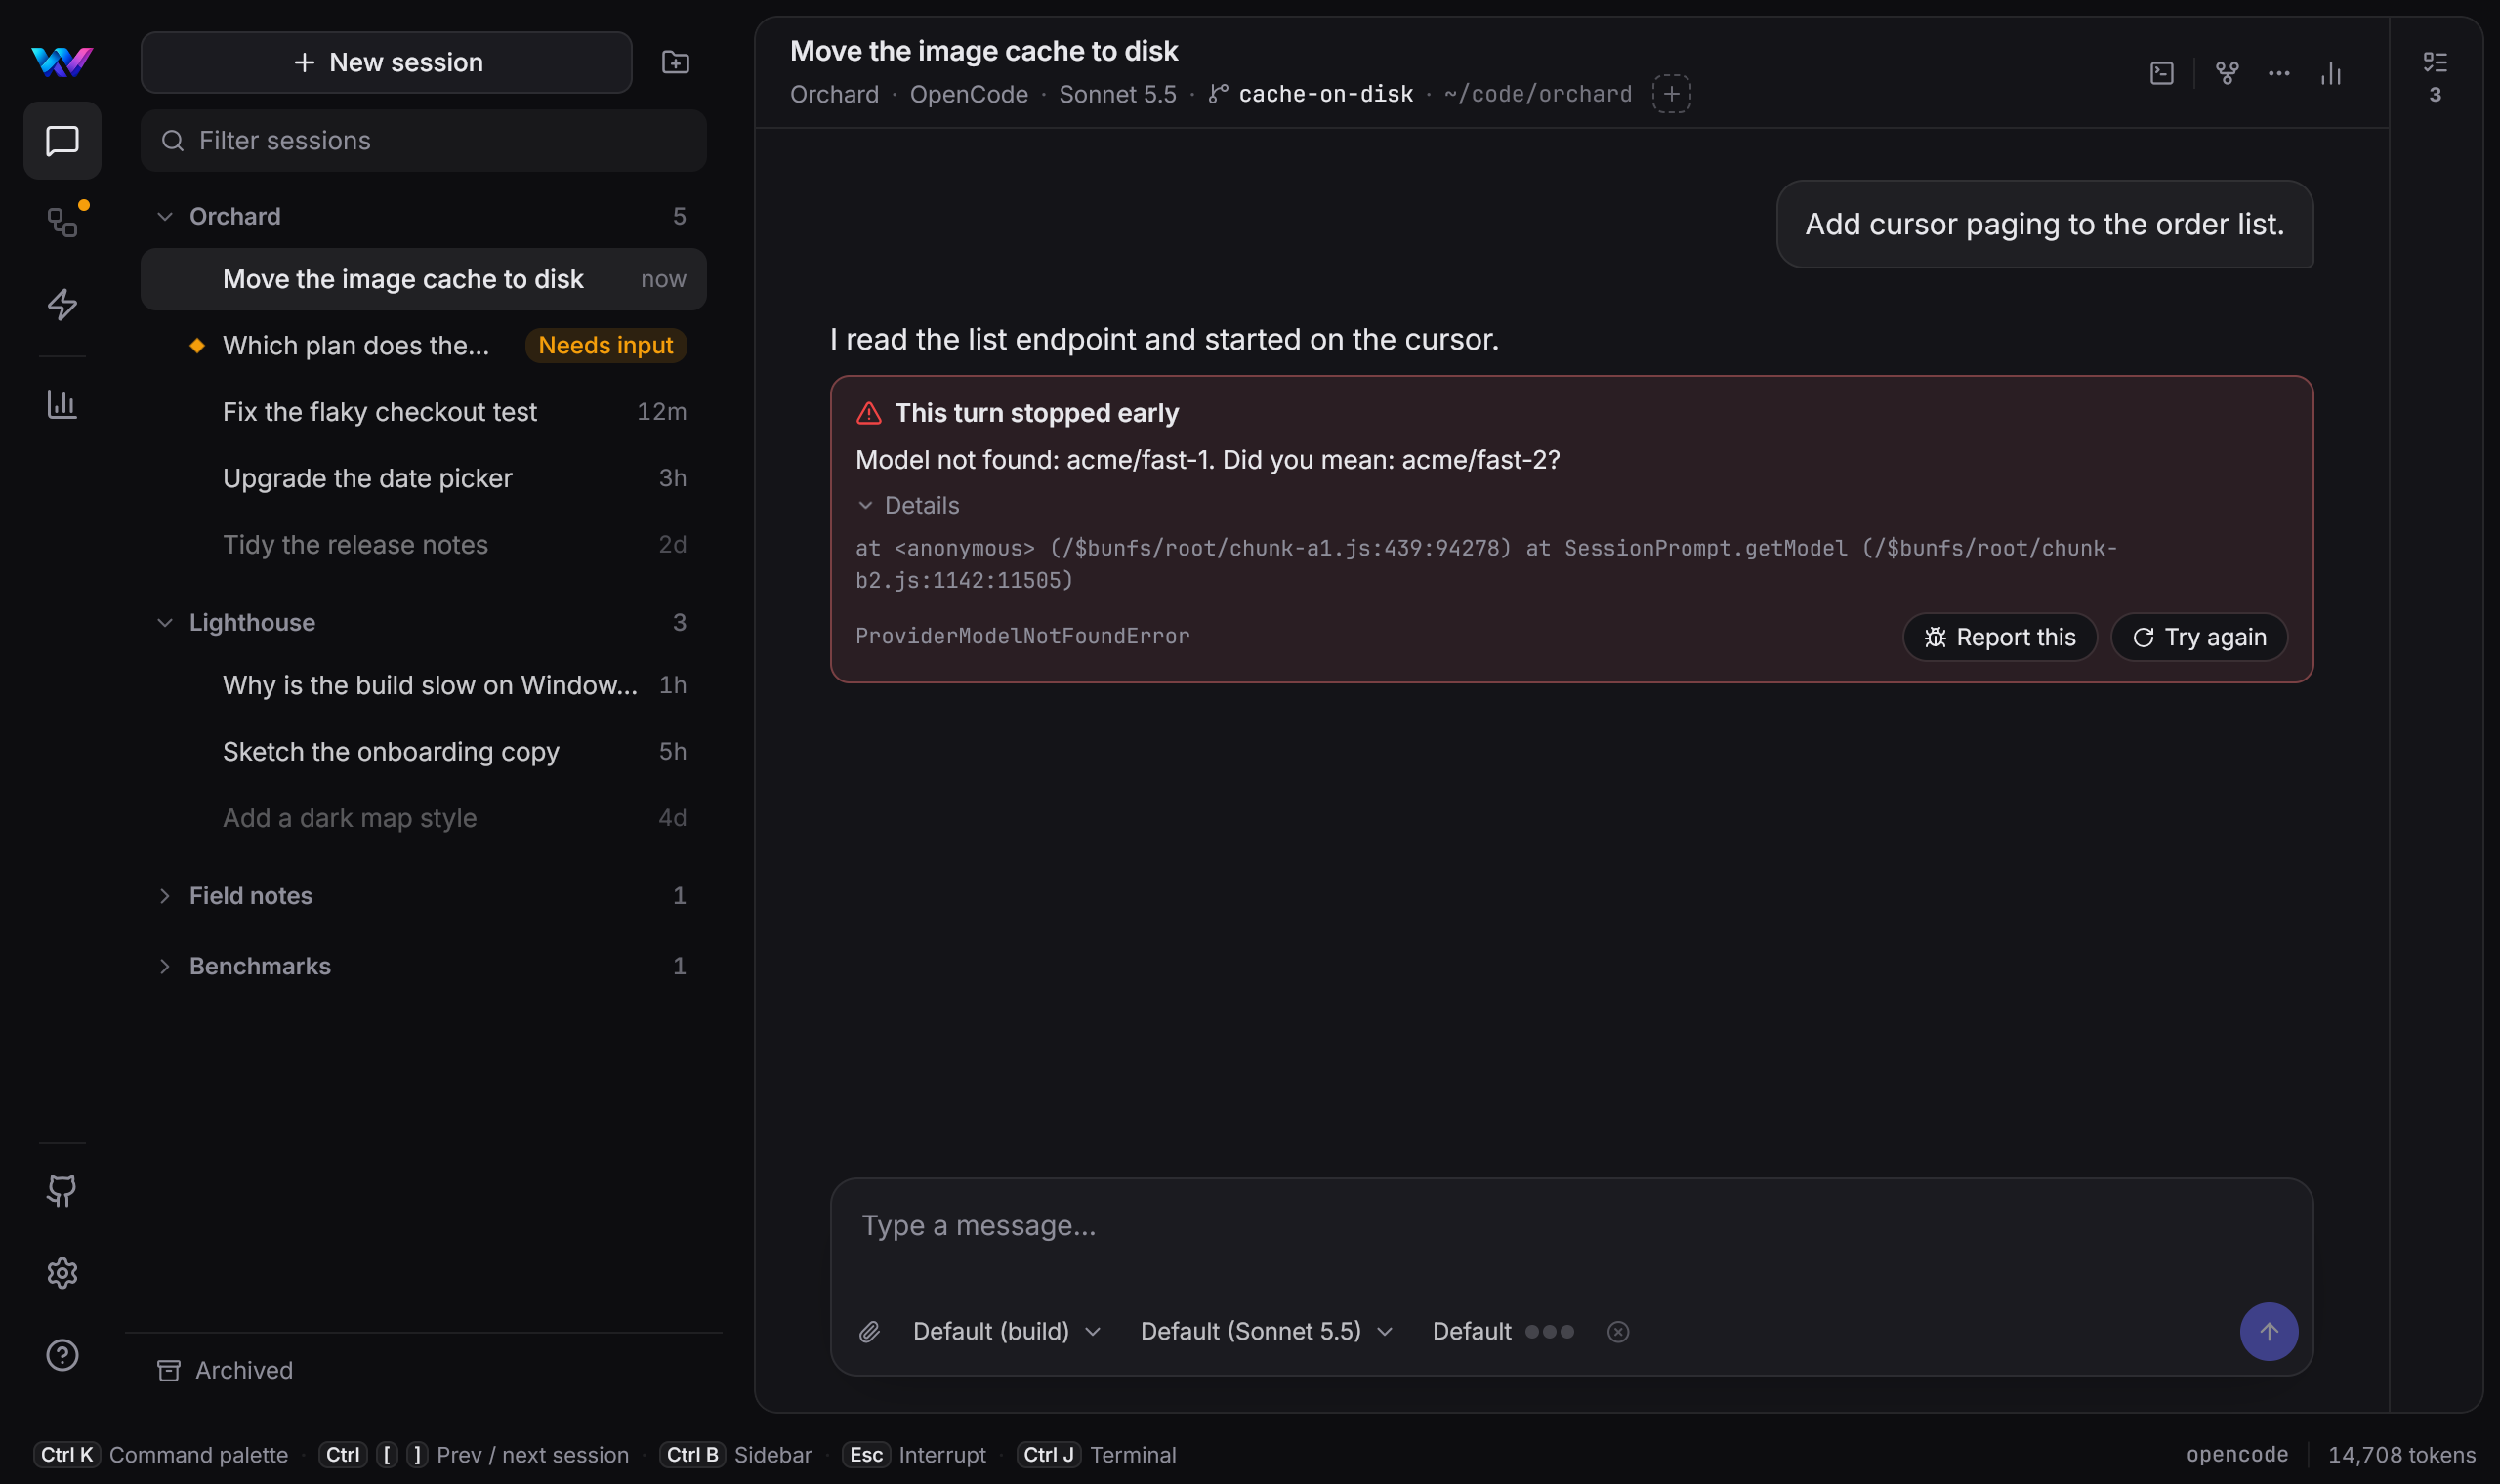 New session
Filter sessions
Orchard 5
Move the image cache to disk now
Which plan does the... Needs input
Fix the flaky checkout test 12m
Upgrade the date picker 3h
Tidy the release notes 2d
Lighthouse 3
Why is the build slow on Window... 1h
Sketch the onboarding copy 5h
Add a dark map style 4d
Field notes 1
Benchmarks 1
Archived
Move the image cache to disk
Orchard · OpenCode · Sonnet 5.5 · cache-on-disk · ~/code/orchard
3
Add cursor paging to the order list.
I read the list endpoint and started on the cursor.
This turn stopped early
Model not found: acme/fast-1. Did you mean: acme/fast-2?
Details
at <anonymous> (/$bunfs/root/chunk-a1.js:439:94278) at SessionPrompt.getModel (/$bunfs/root/chunk-
b2.js:1142:11505)
ProviderModelNotFoundError
Report this
Try again
Type a message...
Default (build) Default (Sonnet 5.5) Default
Ctrl K Command palette · Ctrl [ ] Prev / next session · Ctrl B Sidebar · Esc Interrupt · Ctrl J Terminal
opencode 14,708 tokens